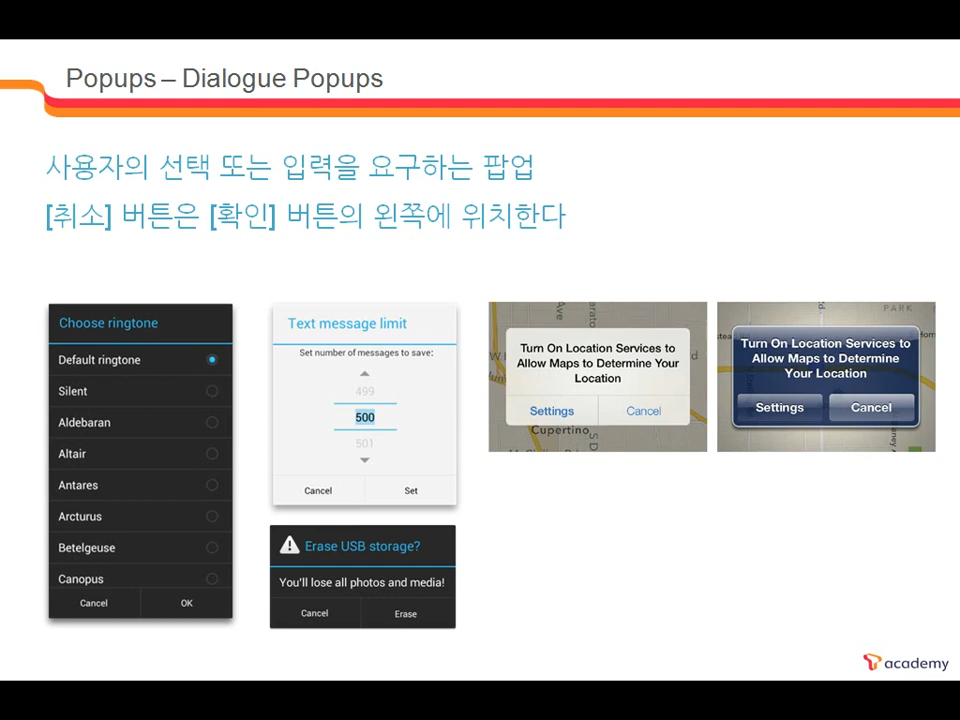 Popups – Dialogue Popups
사용자의 선택 또는 입력을 요구하는 팝업
[취소] 버튼은 [확인] 버튼의 왼쪽에 위치한다
Choose ringtone
Default ringtone
Silent
Aldebaran
Altair
Antares
Arcturus
Betelgeuse
Canopus
Cancel OK
Text message limit
Set number of messages to save:
499
500
501
Cancel Set
Erase USB storage?
You'll lose all photos and media!
Cancel Erase
Turn On Location Services to
Allow Maps to Determine Your
Location
Settings Cancel
Cupertino
PARK
Turn On Location Services to
Allow Maps to Determine
Your Location
Settings Cancel
academy